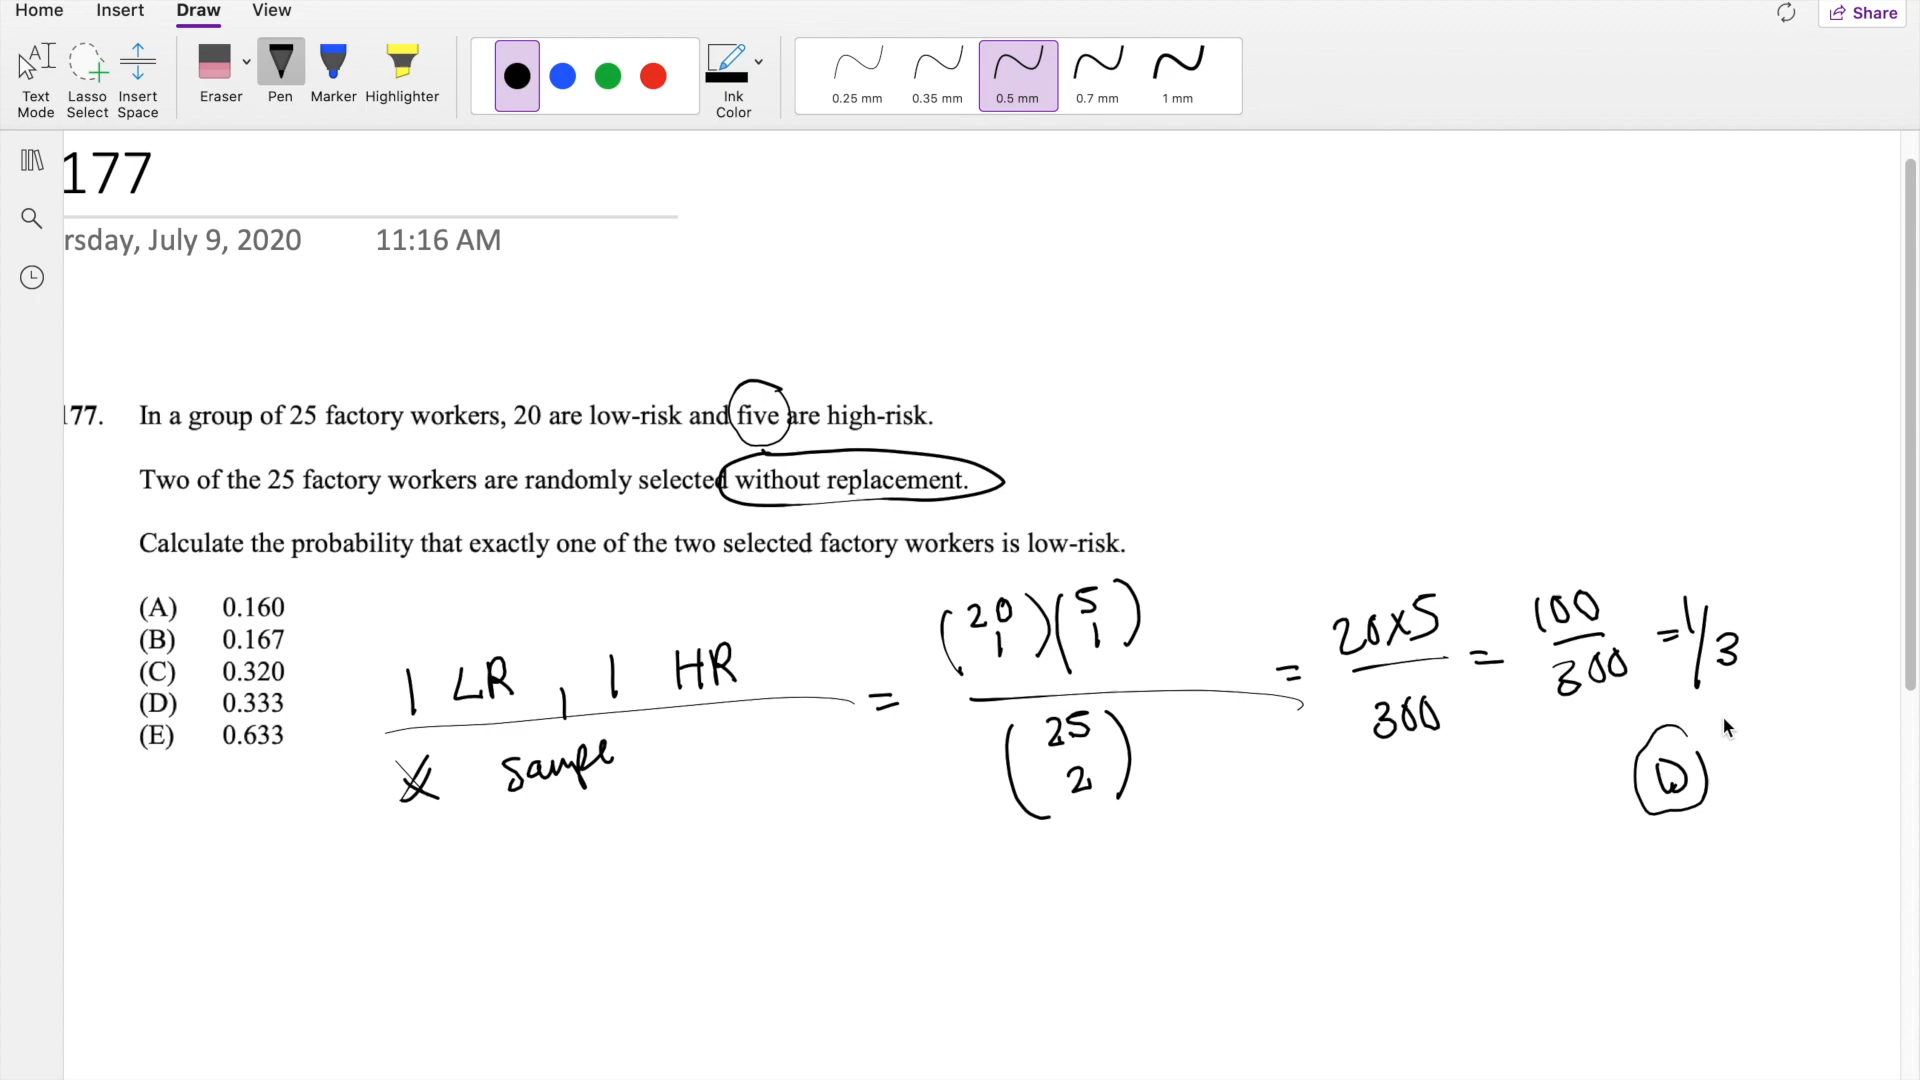 Home Insert Draw View Share
Text Mode Lasso Select Insert Space Eraser Pen Marker Highlighter Ink Color 0.25 mm 0.35 mm 0.5 mm 0.7 mm 1 mm
177
rsday, July 9, 2020 11:16 AM
177. In a group of 25 factory workers, 20 are low-risk and five are high-risk.
Two of the 25 factory workers are randomly selected without replacement.
Calculate the probability that exactly one of the two selected factory workers is low-risk.
(A) 0.160
(B) 0.167
(C) 0.320
(D) 0.333
(E) 0.633
1 LR , 1 HR
sample
=
(20 1)(5 1)
(25 2)
= 20x5
300
= 100
300
= 1/3
D